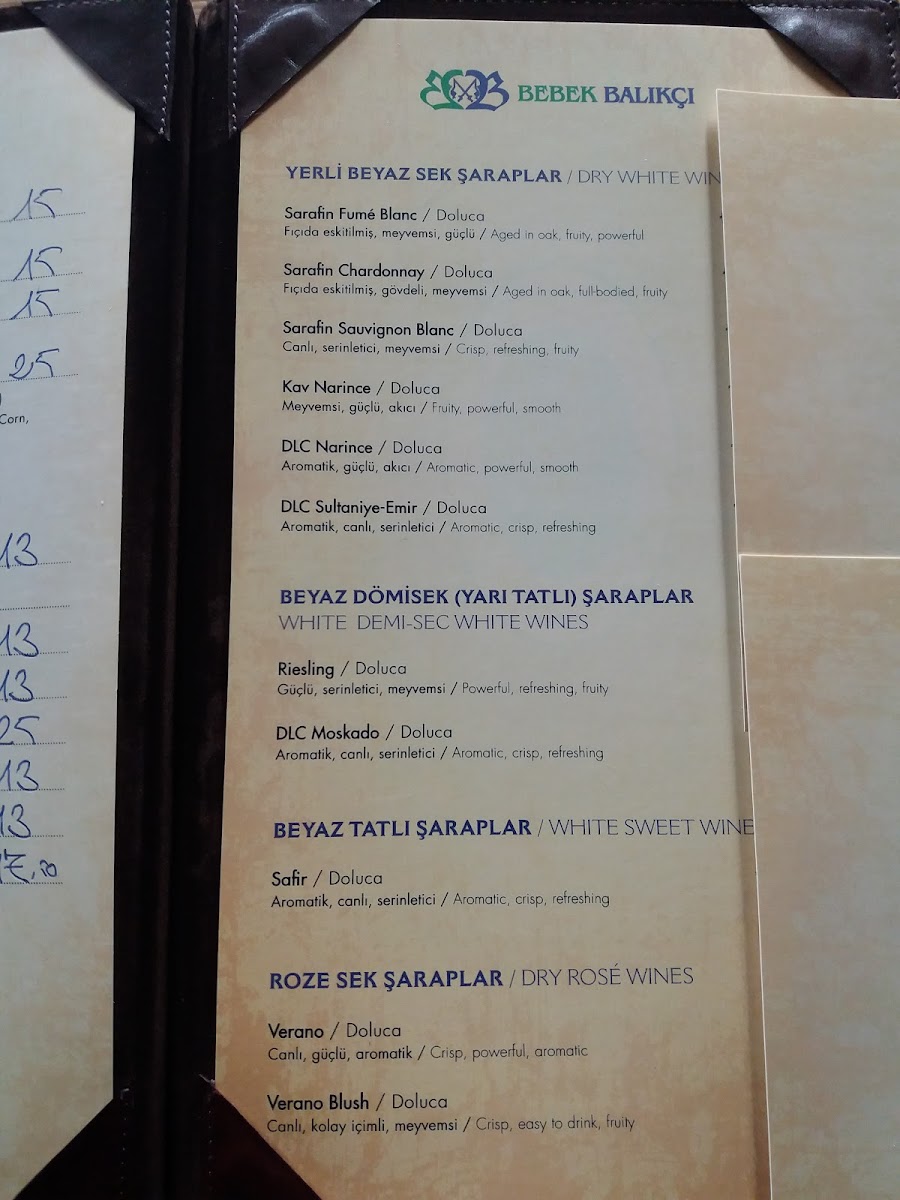 15
15
15
25
)
Corn,
13
13
13
25
13
13
BEBEK BALIKÇI
YERLİ BEYAZ SEK ŞARAPLAR / DRY WHITE WIN
Sarafin Fumé Blanc / Doluca
Fıçıda eskitilmiş, meyvemsi, güçlü / Aged in oak, fruity, powerful
Sarafin Chardonnay / Doluca
Fıçıda eskitilmiş, gövdeli, meyvemsi / Aged in oak, full-bodied, fruity
Sarafin Sauvignon Blanc / Doluca
Canlı, serinletici, meyvemsi / Crisp, refreshing, fruity
Kav Narince / Doluca
Meyvemsi, güçlü, akıcı / Fruity, powerful, smooth
DLC Narince / Doluca
Aromatik, güçlü, akıcı / Aromatic, powerful, smooth
DLC Sultaniye-Emir / Doluca
Aromatik, canlı, serinletici / Aromatic, crisp, refreshing
BEYAZ DÖMİSEK (YARI TATLI) ŞARAPLAR
WHITE DEMI-SEC WHITE WINES
Riesling / Doluca
Güçlü, serinletici, meyvemsi / Powerful, refreshing, fruity
DLC Moskado / Doluca
Aromatik, canlı, serinletici / Aromatic, crisp, refreshing
BEYAZ TATLI ŞARAPLAR / WHITE SWEET WINE
Safir / Doluca
Aromatik, canlı, serinletici / Aromatic, crisp, refreshing
ROZE SEK ŞARAPLAR / DRY ROSÉ WINES
Verano / Doluca
Canlı, güçlü, aromatik / Crisp, powerful, aromatic
Verano Blush / Doluca
Canlı, kolay içimli, meyvemsi / Crisp, easy to drink, fruity